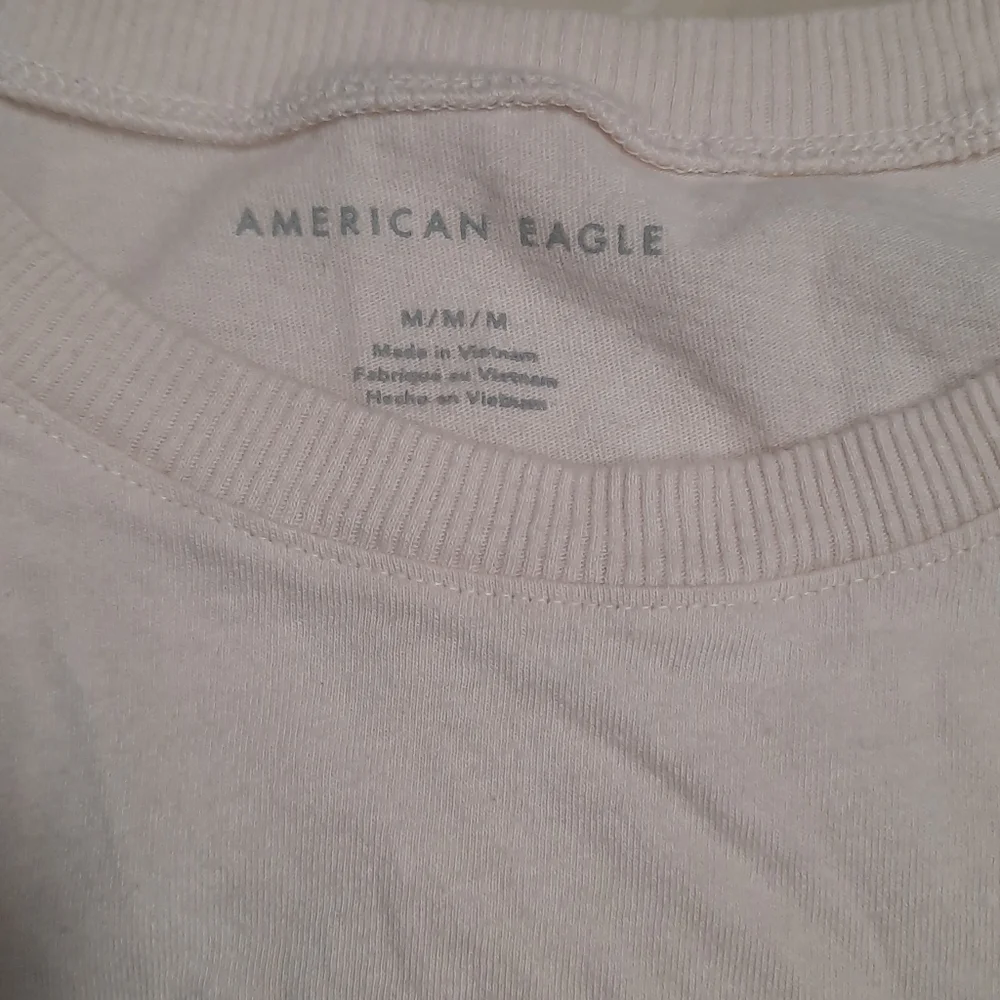 AMERICAN EAGLE
M/M/M
Made in Vietnam
Fabriqué au Vietnam
Hecho en Vietnam